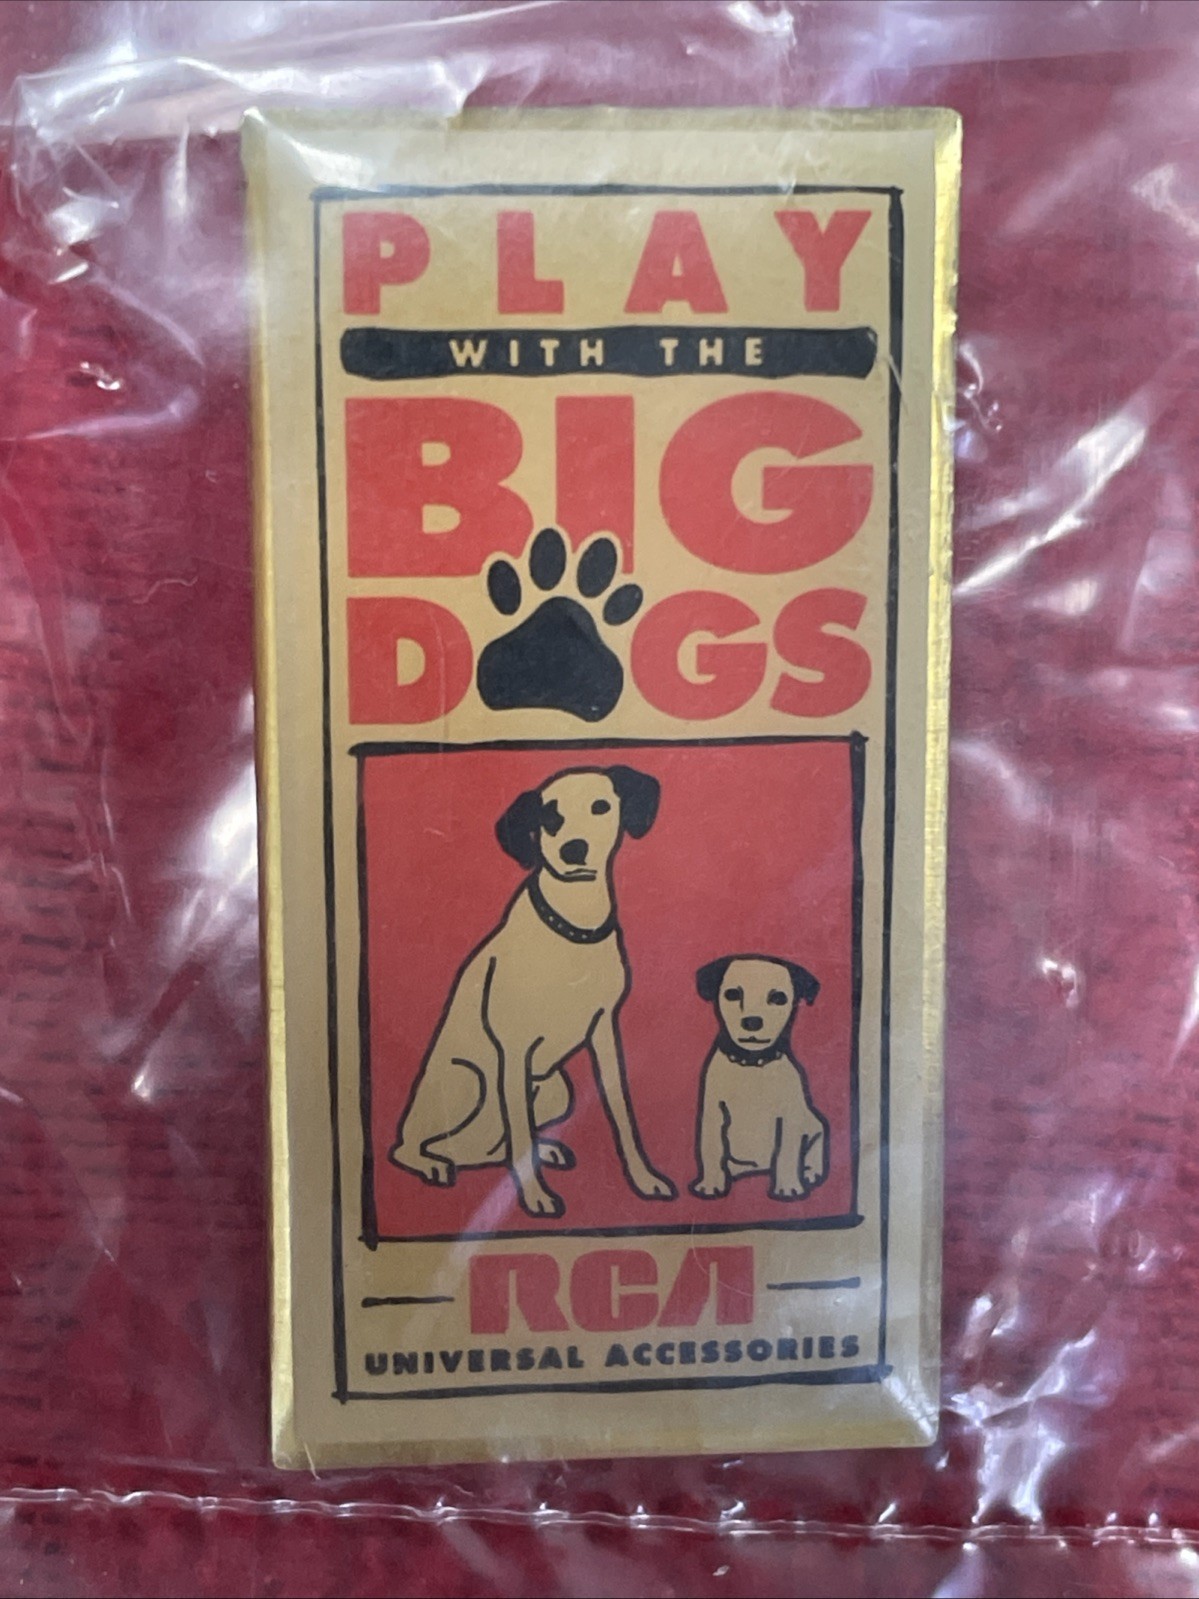 PLAY
WITH THE
BIG
DOGS
RCA
UNIVERSAL ACCESSORIES